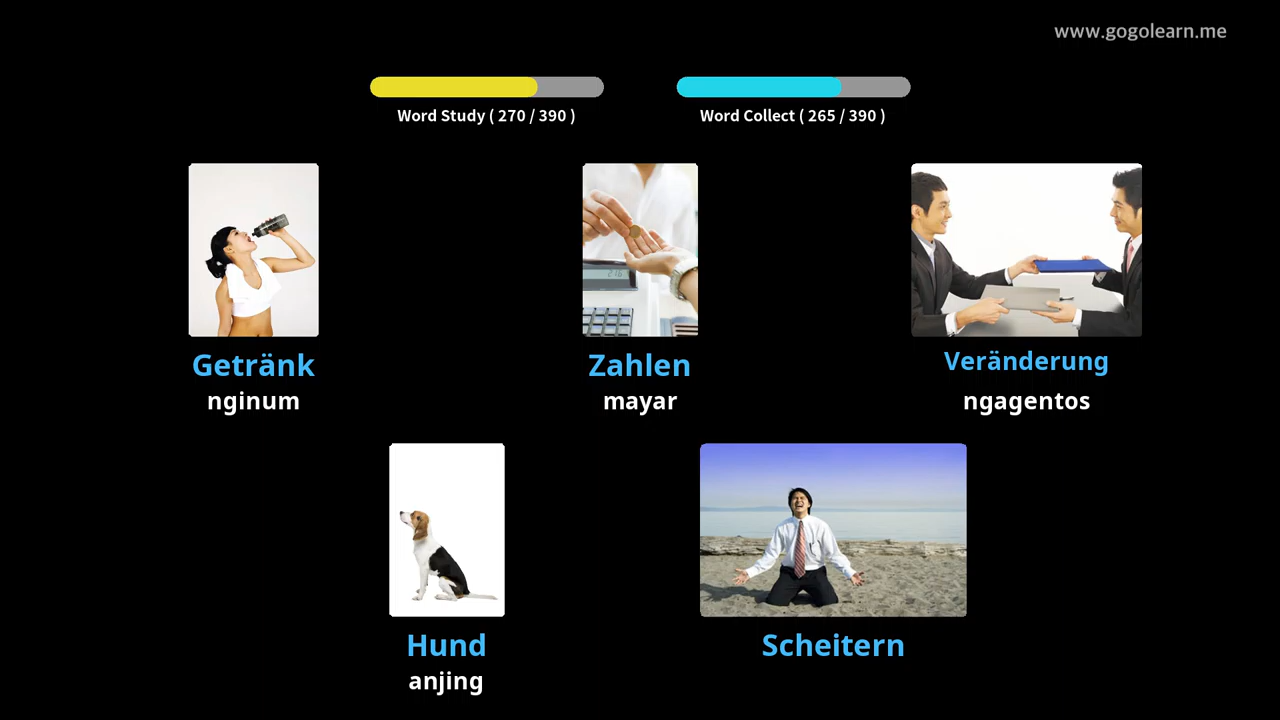 www.gogolearn.me
Word Study ( 270 / 390 )
Word Collect ( 265 / 390 )
Getränk
nginum
Zahlen
mayar
Veränderung
ngagentos
Hund
anjing
Scheitern